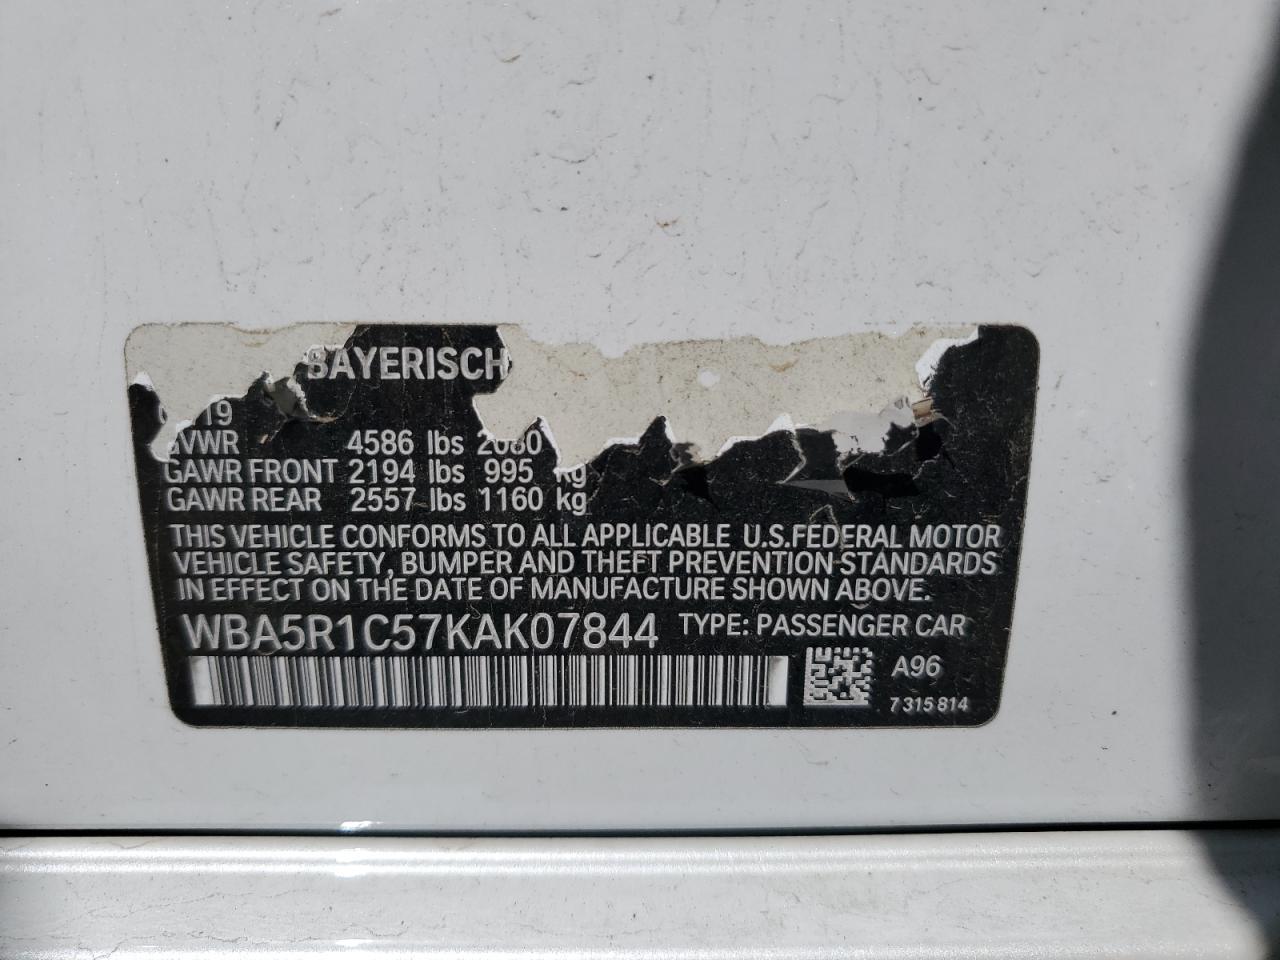 BAYERISCH
19
GVWR 4586 lbs 2080
GAWR FRONT 2194 lbs 995 kg
GAWR REAR 2557 lbs 1160 kg
THIS VEHICLE CONFORMS TO ALL APPLICABLE U.S.FEDERAL MOTOR
VEHICLE SAFETY, BUMPER AND THEFT PREVENTION STANDARDS
IN EFFECT ON THE DATE OF MANUFACTURE SHOWN ABOVE.
WBA5R1C57KAK07844 TYPE: PASSENGER CAR
A96
7 315 814